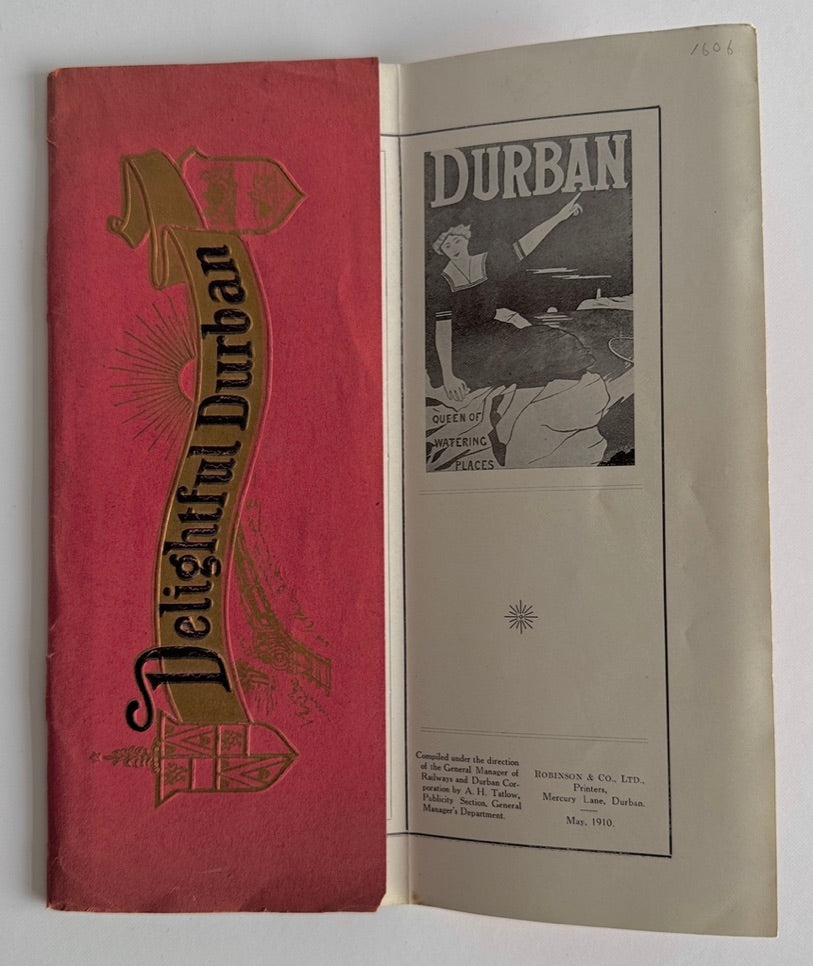 Delightful Durban
1606
DURBAN
QUEEN OF
WATERING
PLACES
Compiled under the direction
of the General Manager of
Railways and Durban Cor-
poration by A. H. Tatlow,
Publicity Section, General
Manager's Department.
ROBINSON & CO., LTD.,
Printers,
Mercury Lane, Durban.
May, 1910.